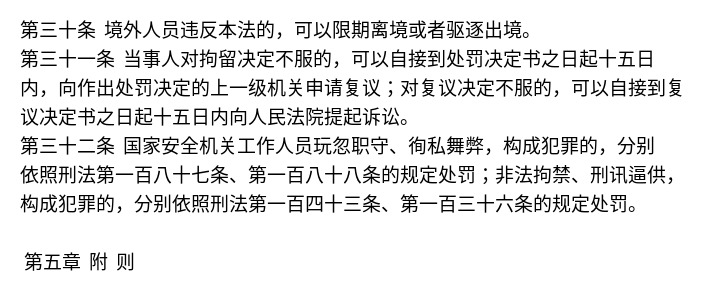 第三十条 境外人员违反本法的，可以限期离境或者驱逐出境。
第三十一条 当事人对拘留决定不服的，可以自接到处罚决定书之日起十五日
内，向作出处罚决定的上一级机关申请复议；对复议决定不服的，可以自接到复
议决定书之日起十五日内向人民法院提起诉讼。
第三十二条 国家安全机关工作人员玩忽职守、徇私舞弊，构成犯罪的，分别
依照刑法第一百八十七条、第一百八十八条的规定处罚；非法拘禁、刑讯逼供，
构成犯罪的，分别依照刑法第一百四十三条、第一百三十六条的规定处罚。
第五章 附 则